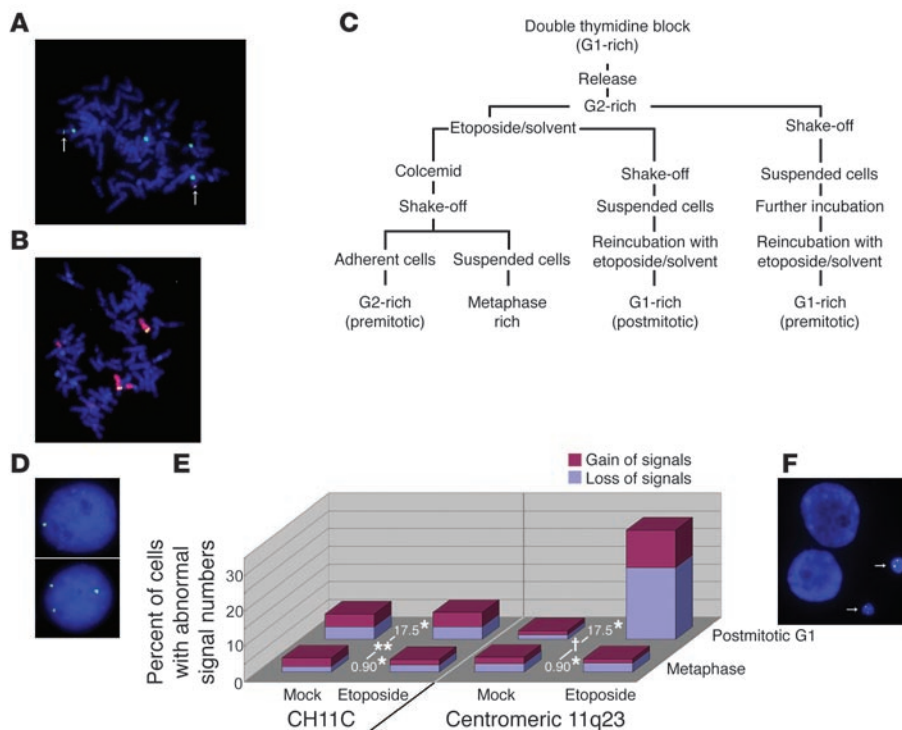 A
B
C
Double thymidine block
(G1-rich)
Release
G2-rich
Etoposide/solvent
Shake-off
Colcemid
Shake-off
Suspended cells
Shake-off
Suspended cells
Further incubation
Adherent cells
Suspended cells
Reincubation with
etoposide/solvent
Reincubation with
etoposide/solvent
G2-rich
(premitotic)
Metaphase
rich
G1-rich
(postmitotic)
G1-rich
(premitotic)
D
E
F
Gain of signals
Loss of signals
Percent of cells
with abnormal
signal numbers
30
20
10
0
17.5 *
**
0.90 *
17.5 *
†
0.90 *
Postmitotic G1
Metaphase
Mock
Etoposide
Mock
Etoposide
CH11C
Centromeric 11q23